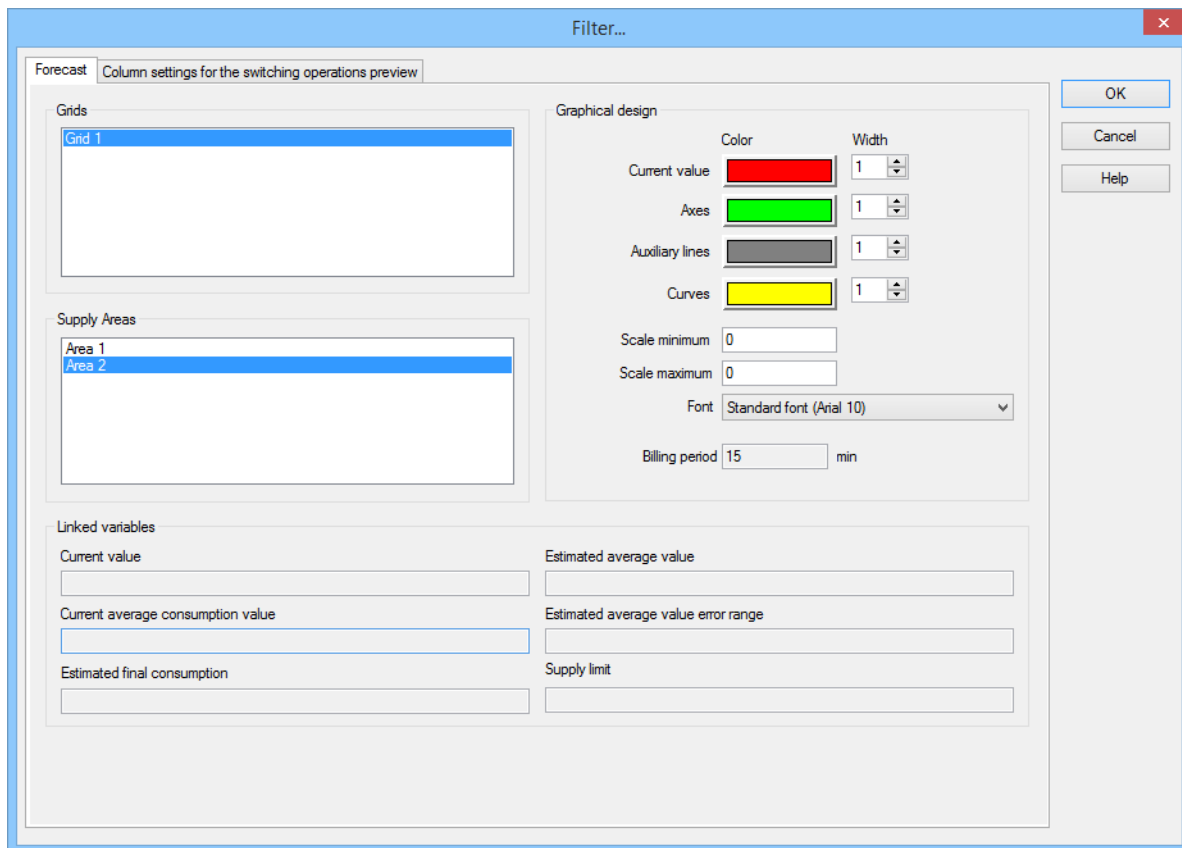 Filter...
Forecast
Column settings for the switching operations preview
OK
Cancel
Help
Grids
Grid 1
Supply Areas
Area 1
Area 2
Graphical design
Color Width
Current value 1
Axes 1
Auxiliary lines 1
Curves 1
Scale minimum 0
Scale maximum 0
Font Standard font (Arial 10)
Billing period 15 min
Linked variables
Current value
Estimated average value
Current average consumption value
Estimated average value error range
Estimated final consumption
Supply limit